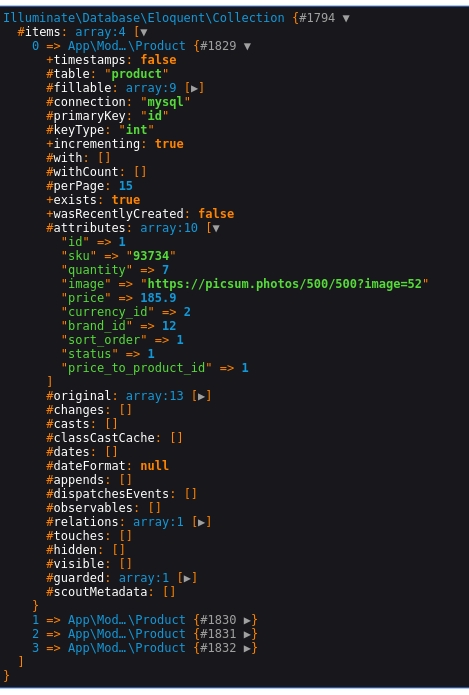 Illuminate\Database\Eloquent\Collection {#1794 ▼
#items: array:4 [▼
0 => App\Mod…\Product {#1829 ▼
+timestamps: false
#table: "product"
#fillable: array:9 [▶]
#connection: "mysql"
#primaryKey: "id"
#keyType: "int"
+incrementing: true
#with: []
#withCount: []
#perPage: 15
+exists: true
+wasRecentlyCreated: false
#attributes: array:10 [▼
"id" => 1
"sku" => "93734"
"quantity" => 7
"image" => "https://picsum.photos/500/500?image=52"
"price" => 185.9
"currency_id" => 2
"brand_id" => 12
"sort_order" => 1
"status" => 1
"price_to_product_id" => 1
]
#original: array:13 [▶]
#changes: []
#casts: []
#classCastCache: []
#dates: []
#dateFormat: null
#appends: []
#dispatchesEvents: []
#observables: []
#relations: array:1 [▶]
#touches: []
#hidden: []
#visible: []
#guarded: array:1 [▶]
#scoutMetadata: []
}
1 => App\Mod…\Product {#1830 ▶}
2 => App\Mod…\Product {#1831 ▶}
3 => App\Mod…\Product {#1832 ▶}
]
}